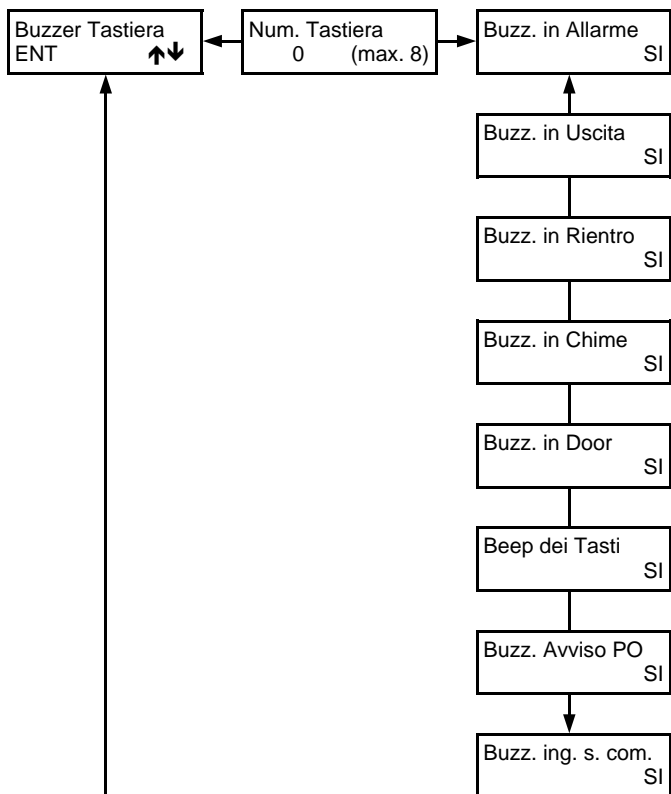 Buzzer Tastiera
ENT ↑↓
Num. Tastiera
0 (max. 8)
Buzz. in Allarme
SI
Buzz. in Uscita
SI
Buzz. in Rientro
SI
Buzz. in Chime
SI
Buzz. in Door
SI
Beep dei Tasti
SI
Buzz. Avviso PO
SI
Buzz. ing. s. com.
SI